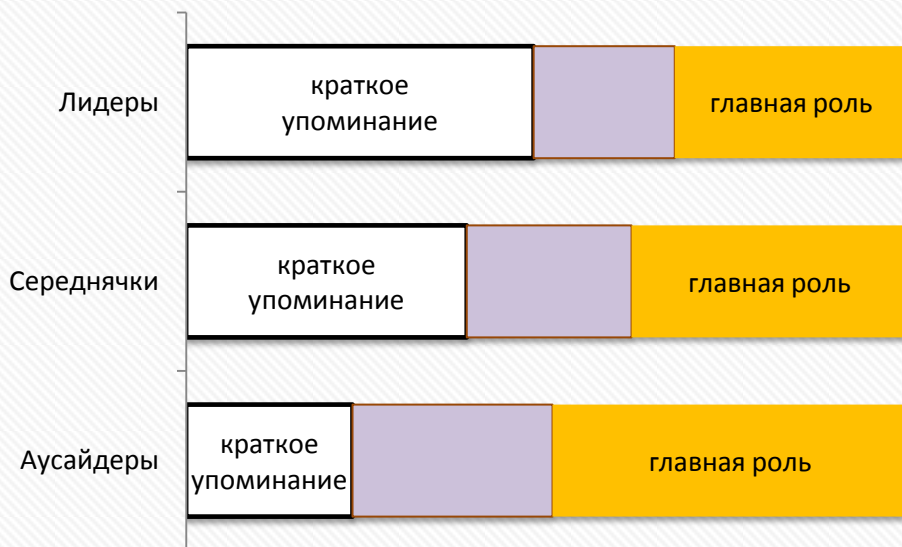 Лидеры
краткое
упоминание
главная роль
Середнячки
краткое
упоминание
главная роль
Аусайдеры
краткое
упоминание
главная роль